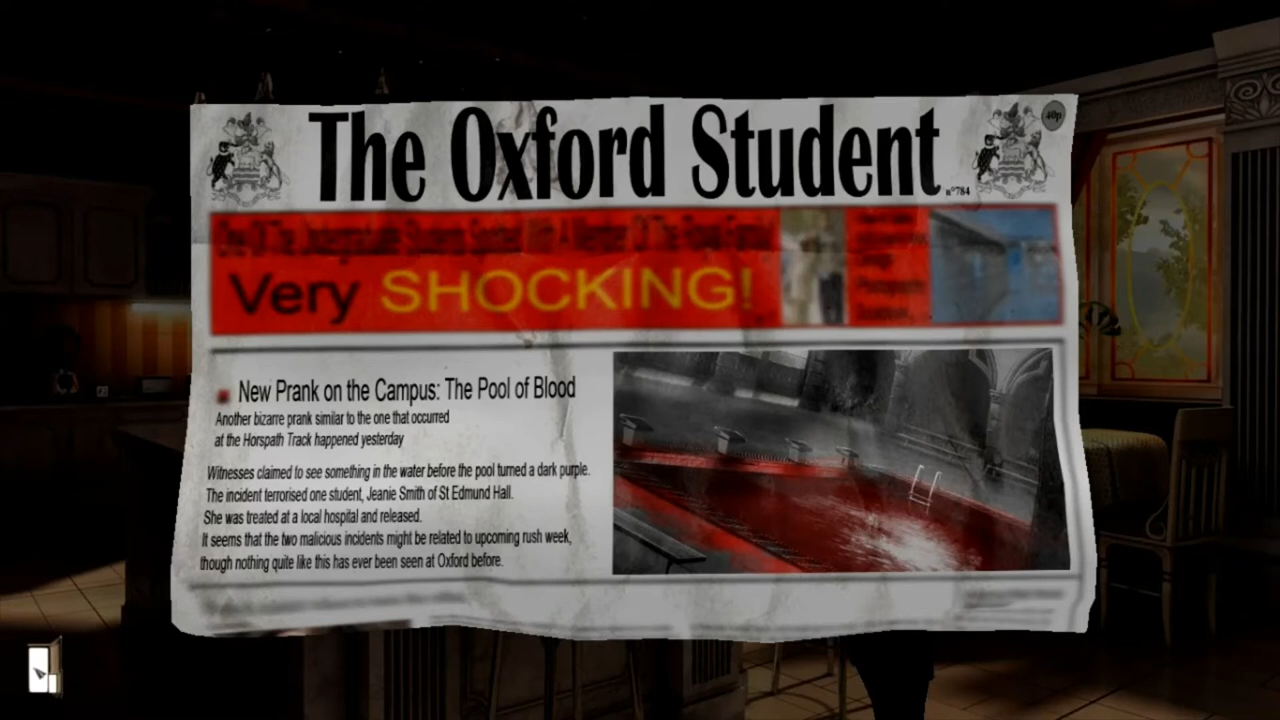 The Oxford Student
n°784
40p
Very SHOCKING!
New Prank on the Campus: The Pool of Blood
Another bizarre prank similar to the one that occurred
at the Horspath Track happened yesterday
Witnesses claimed to see something in the water before the pool turned a dark purple.
The incident terrorised one student, Jeanie Smith of St Edmund Hall.
She was treated at a local hospital and released.
It seems that the two malicious incidents might be related to upcoming rush week,
though nothing quite like this has ever been seen at Oxford before.